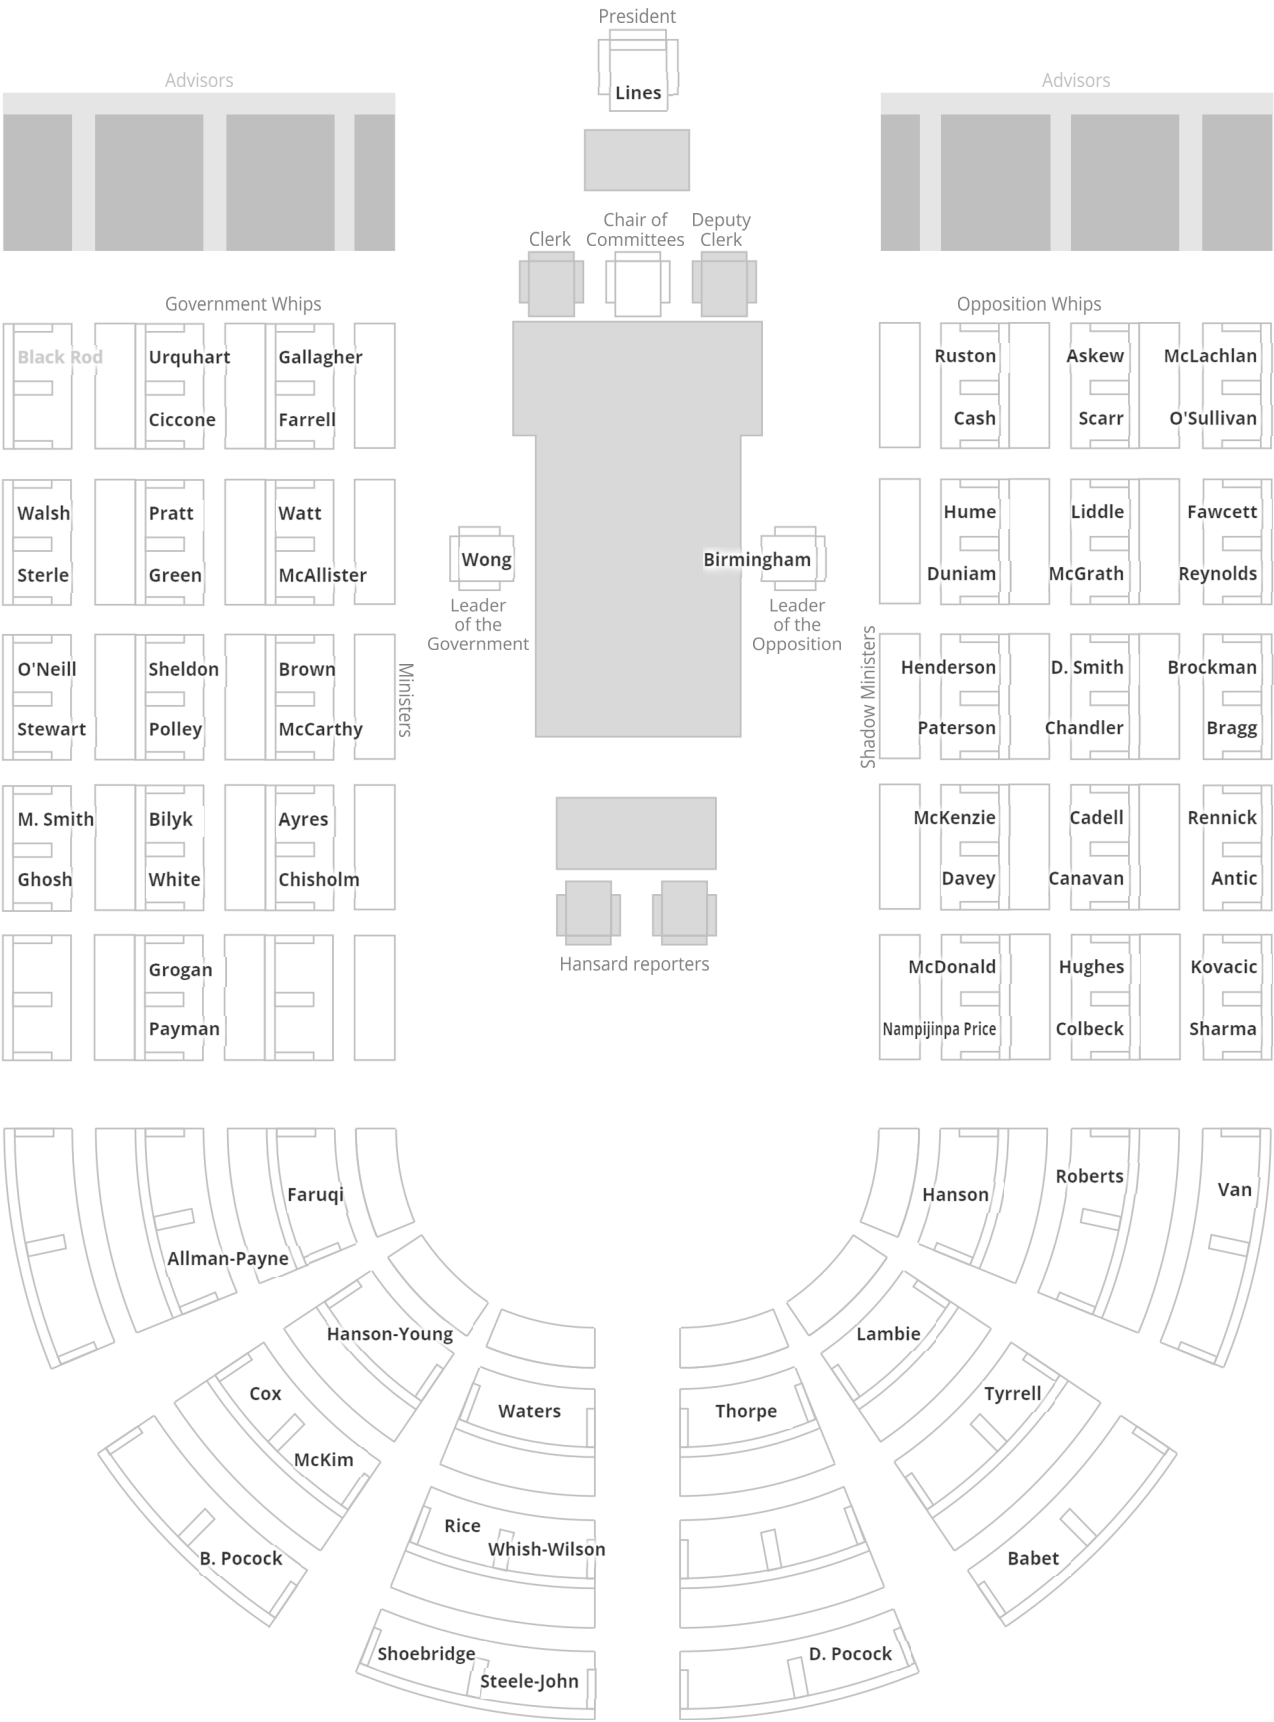 President
Lines
Advisors
Advisors
Clerk
Chair of
Committees
Deputy
Clerk
Government Whips
Opposition Whips
Black Rod Urquhart Gallagher
Ciccone Farrell
Ruston Askew McLachlan
Cash Scarr O'Sullivan
Walsh Pratt Watt
Sterle Green McAllister
Wong
Leader
of the
Government
Birmingham
Leader
of the
Opposition
Hume Liddle Fawcett
Duniam McGrath Reynolds
O'Neill Sheldon Brown
Stewart Polley McCarthy
Ministers
Shadow Ministers
Henderson D. Smith Brockman
Paterson Chandler Bragg
M. Smith Bilyk Ayres
Ghosh White Chisholm
McKenzie Cadell Rennick
Davey Canavan Antic
Hansard reporters
Grogan
Payman
McDonald Hughes Kovacic
Nampijinpa Price Colbeck Sharma
Faruqi
Allman-Payne
Hanson-Young
Cox
McKim
B. Pocock
Waters
Rice
Whish-Wilson
Shoebridge
Steele-John
Hanson
Roberts
Van
Lambie
Tyrrell
Babet
Thorpe
D. Pocock